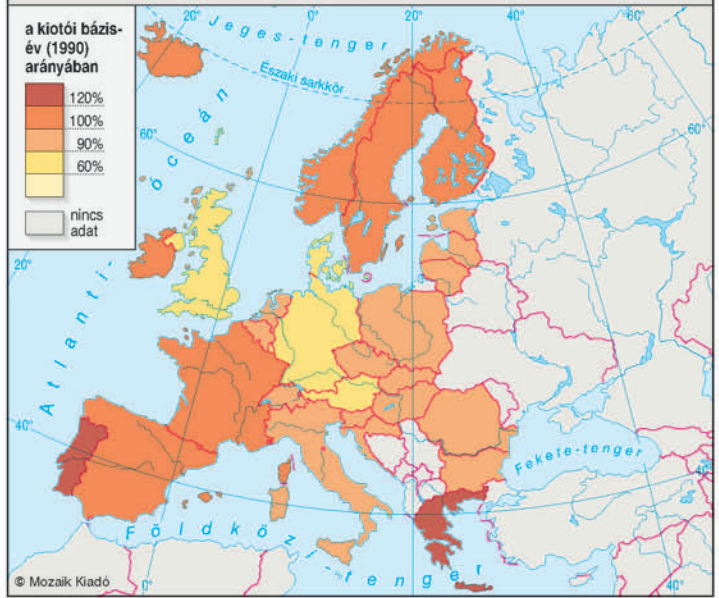 a kiotói bázis-
év (1990)
arányában
120%
100%
90%
60%
nincs
adat
20°
0°
20°
40°
60°
Jeges-tenger
Északi sarkkör
60°
60°
Atlanti-
óceán
20°
40°
40°
Fekete-tenger
Földközi-tenger
© Mozaik Kiadó
0°
20°
40°